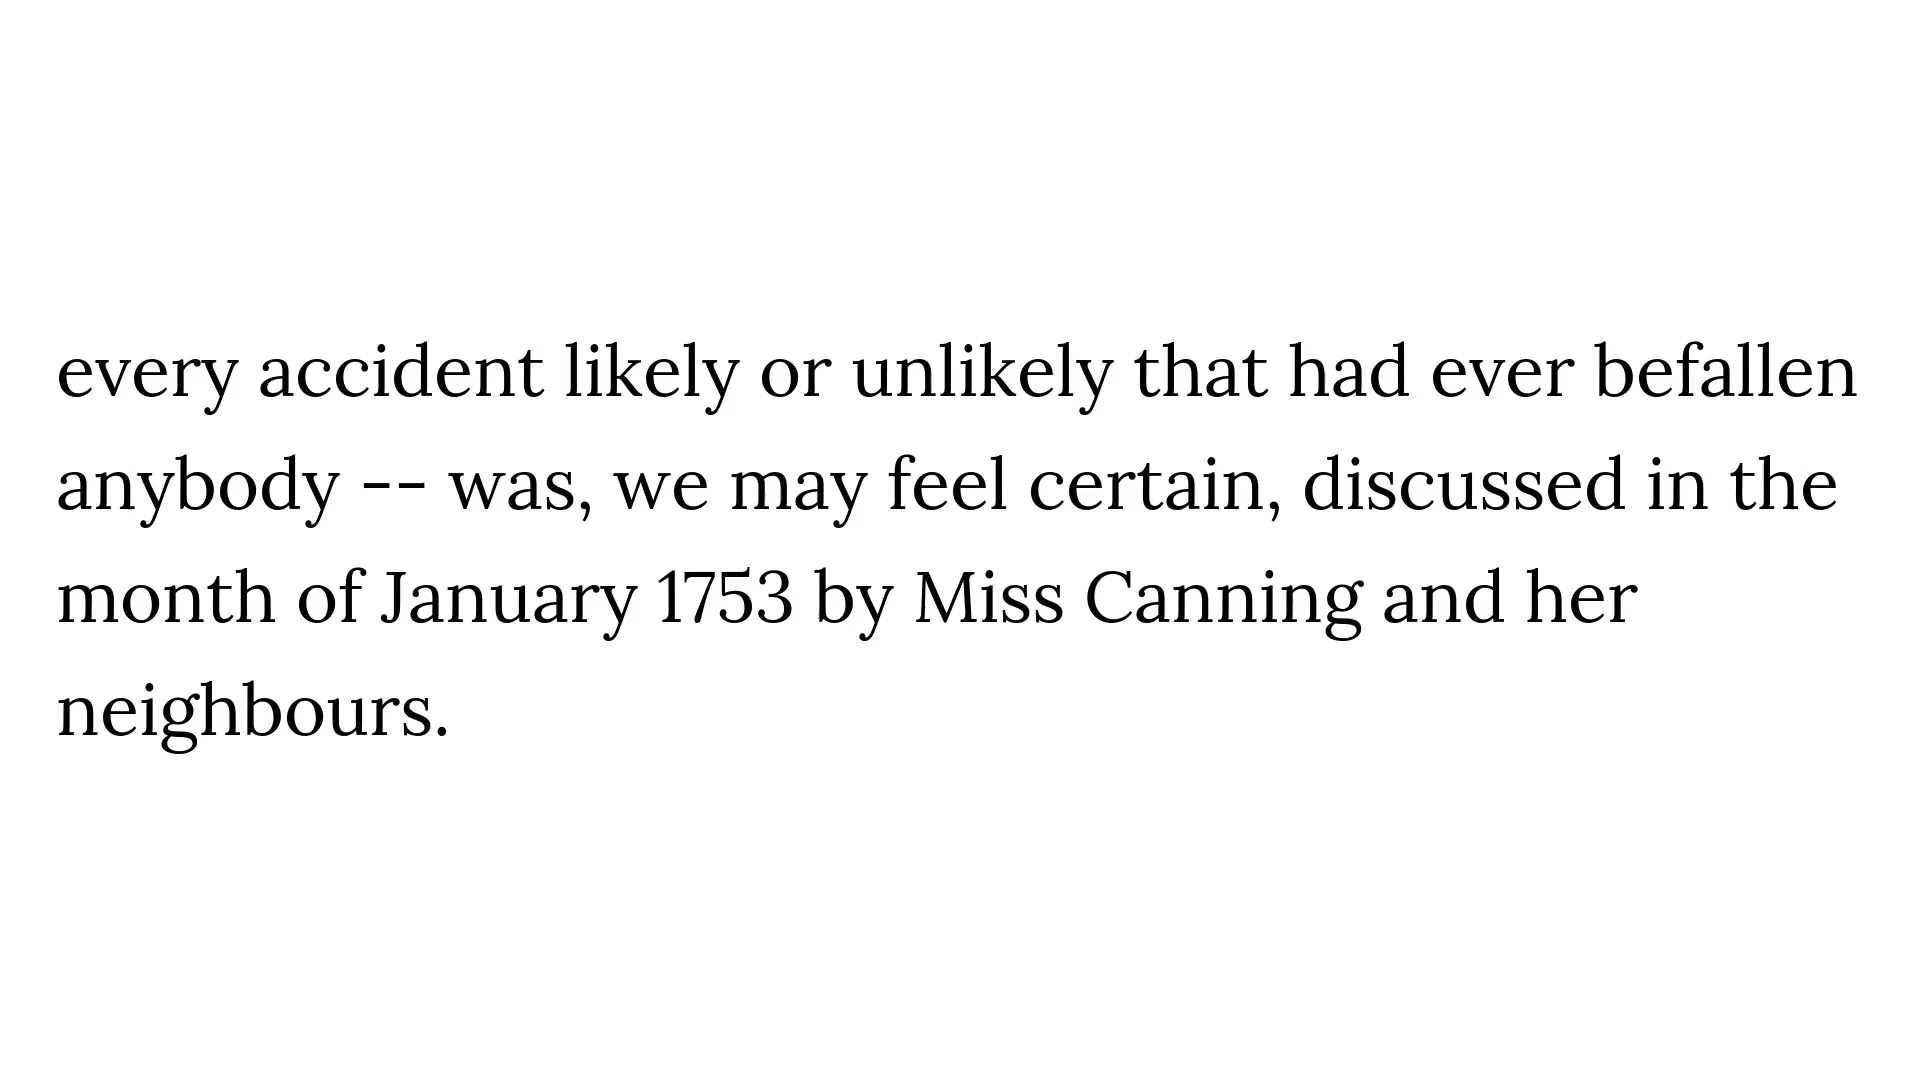 every accident likely or unlikely that had ever befallen
anybody -- was, we may feel certain, discussed in the
month of January 1753 by Miss Canning and her
neighbours.